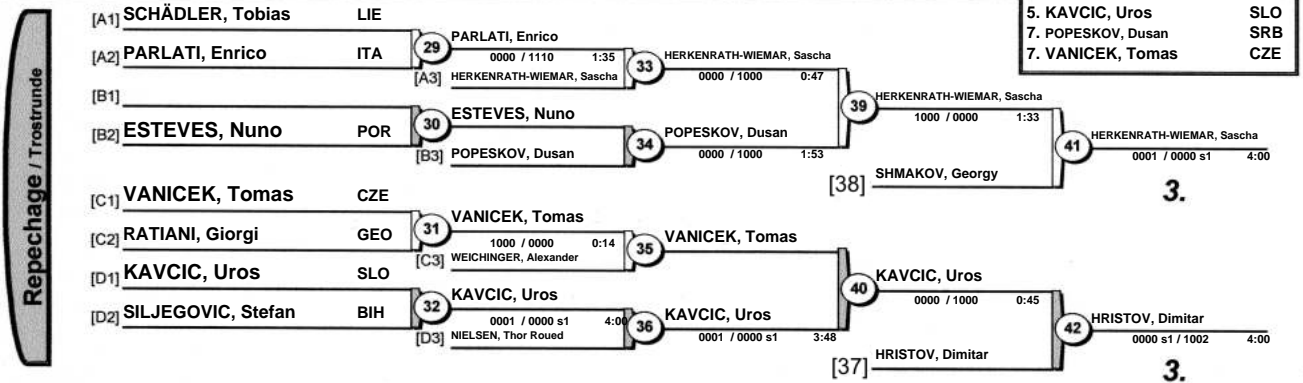 Repechage / Trostrunde
5. KAVCIC, Uros SLO
7. POPESKOV, Dusan SRB
7. VANICEK, Tomas CZE
[A1] SCHÄDLER, Tobias LIE
[A2] PARLATI, Enrico ITA
29
PARLATI, Enrico
0000 / 1110 1:35
[A3] HERKENRATH-WIEMAR, Sascha
33
HERKENRATH-WIEMAR, Sascha
0000 / 1000 0:47
[B1]
[B2] ESTEVES, Nuno POR
30
ESTEVES, Nuno
[B3] POPESKOV, Dusan
34
POPESKOV, Dusan
0000 / 1000 1:53
39
HERKENRATH-WIEMAR, Sascha
1000 / 0000 1:33
[38] SHMAKOV, Georgy
41
HERKENRATH-WIEMAR, Sascha
0001 / 0000 s1 4:00
3.
[C1] VANICEK, Tomas CZE
[C2] RATIANI, Giorgi GEO
31
VANICEK, Tomas
1000 / 0000 0:14
[C3] WEICHINGER, Alexander
35
VANICEK, Tomas
[D1] KAVCIC, Uros SLO
[D2] SILJEGOVIC, Stefan BIH
32
KAVCIC, Uros
0001 / 0000 s1 4:00
[D3] NIELSEN, Thor Roued
36
KAVCIC, Uros
0001 / 0000 s1 3:48
40
KAVCIC, Uros
0000 / 1000 0:45
[37] HRISTOV, Dimitar
42
HRISTOV, Dimitar
0000 s1 / 1002 4:00
3.